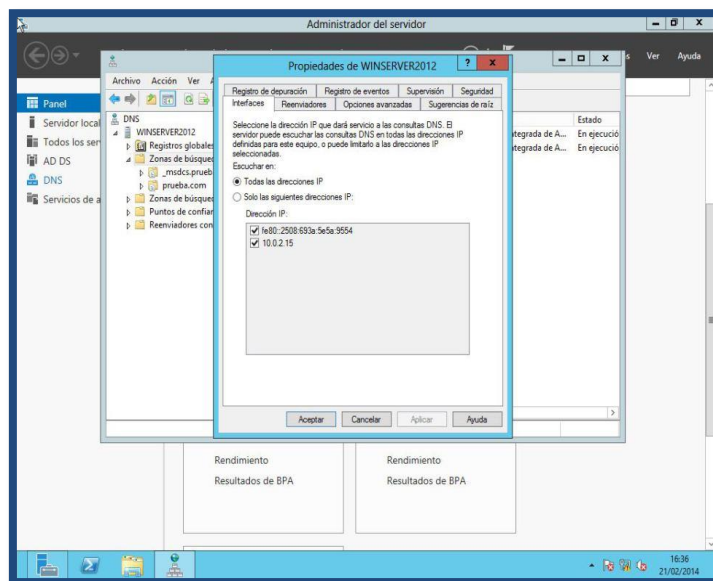 Administrador del servidor
Ver
Ayuda
Panel
Servidor local
Todos los ser
AD DS
DNS
Servicios de a
Archivo Acción Ver
DNS
WINSERVER2012
Registros globales
Zonas de búsque
_msdcs.prueb
prueba.com
Zonas de búsque
Puntos de confiar
Reenviadores con
Estado
ntegrada de A... En ejecució
ntegrada de A... En ejecució
Propiedades de WINSERVER2012
Registro de depuración Registro de eventos Supervisión Seguridad
Interfaces Reenviadores Opciones avanzadas Sugerencias de raíz
Seleccione la dirección IP que dará servicio a las consultas DNS. El
servidor puede escuchar las consultas DNS en todas las direcciones IP
definidas para este equipo, o puede limitarlo a las direcciones IP
seleccionadas.
Escuchar en:
Todas las direcciones IP
Solo las siguientes direcciones IP:
Dirección IP:
fe80::2508:693a:5e5a:9554
10.0.2.15
Aceptar Cancelar Aplicar Ayuda
Rendimiento
Resultados de BPA
Rendimiento
Resultados de BPA
16:36
21/02/2014